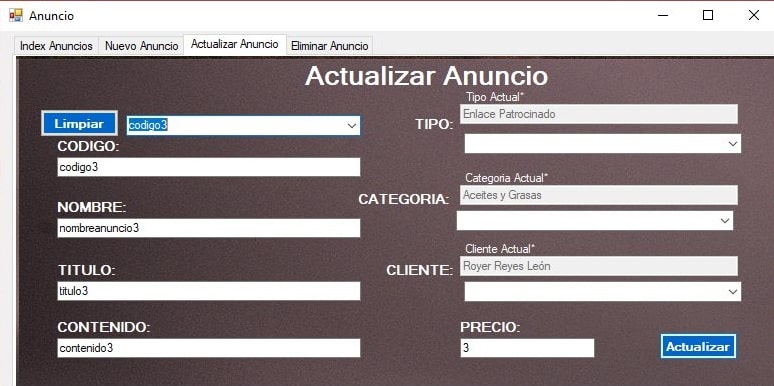 Anuncio
Index Anuncios Nuevo Anuncio Actualizar Anuncio Eliminar Anuncio
Actualizar Anuncio
Limpiar codigo3
CODIGO:
codigo3
NOMBRE:
nombreanuncio3
TITULO:
titulo3
CONTENIDO:
contenido3
Tipo Actual*
TIPO: Enlace Patrocinado
Categoria Actual*
CATEGORIA: Aceites y Grasas
Cliente Actual*
CLIENTE: Royer Reyes León
PRECIO:
3
Actualizar